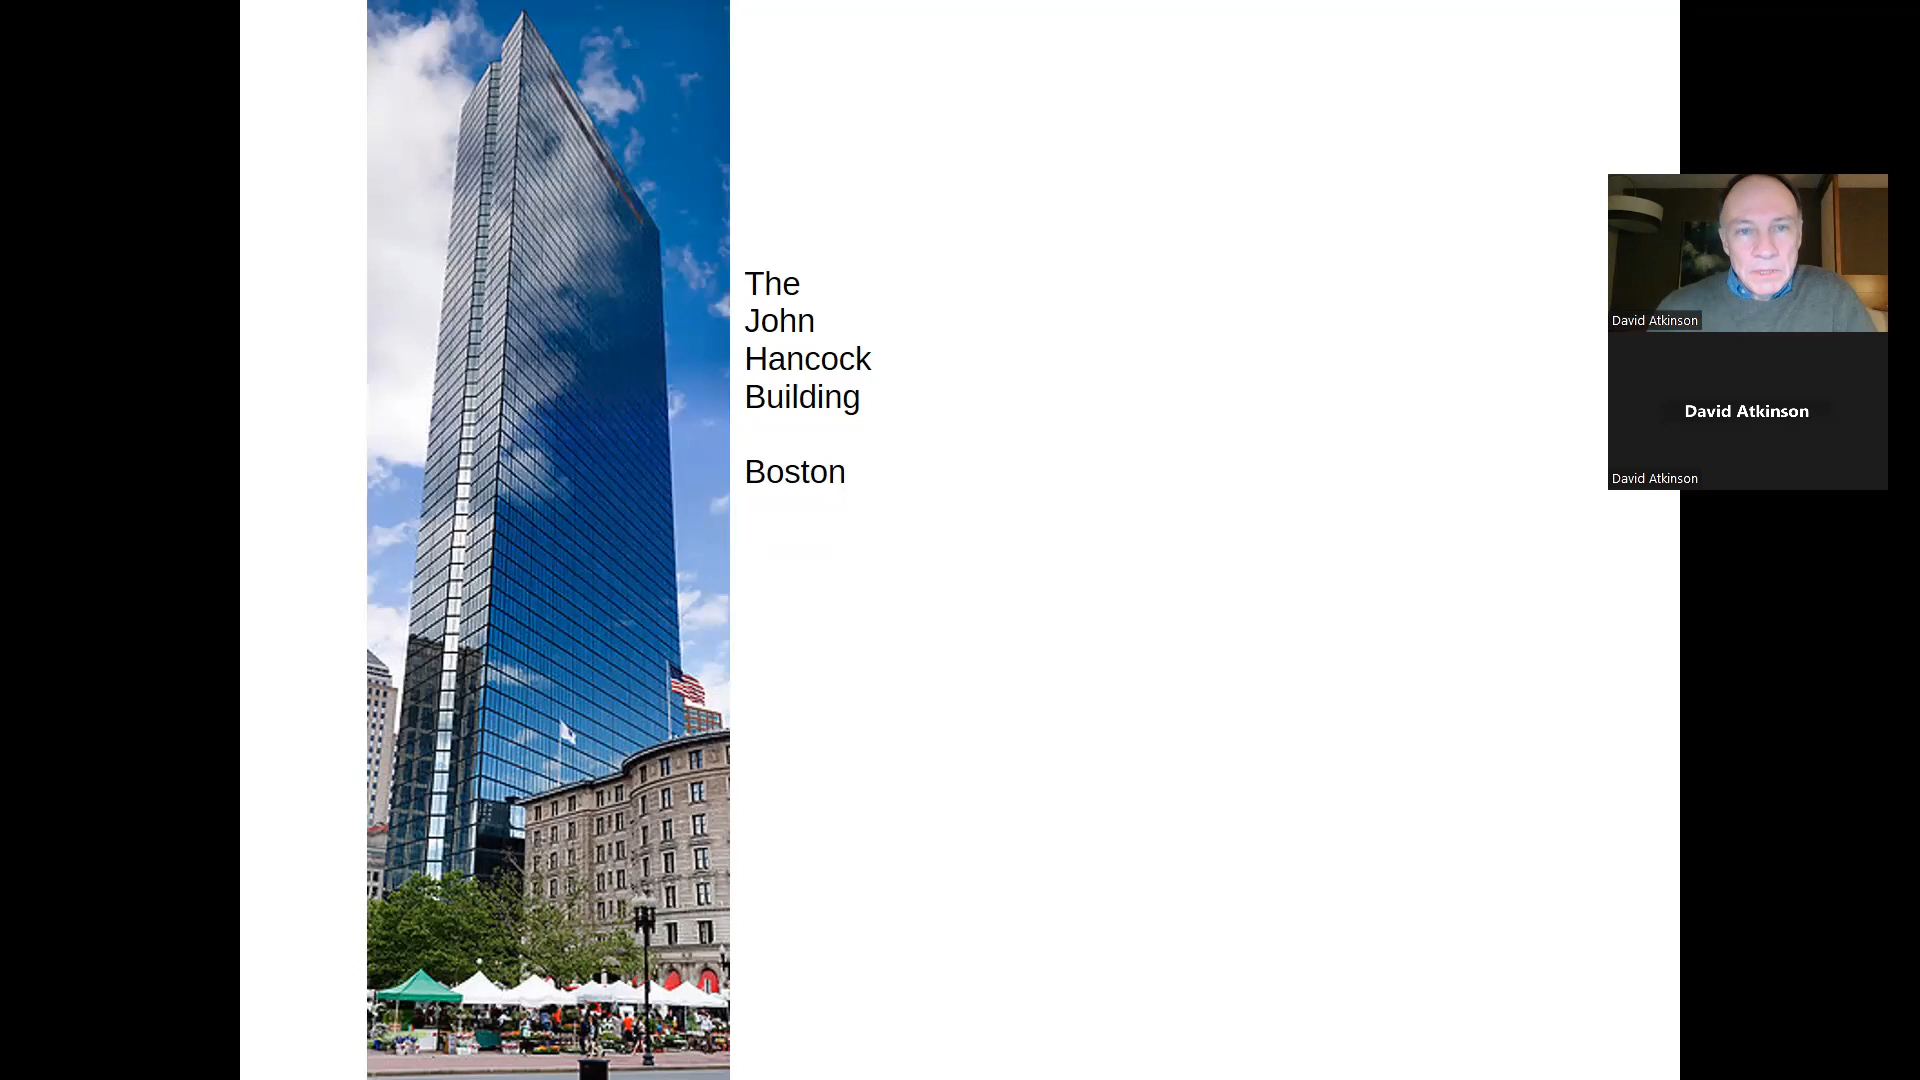 The
John
Hancock
Building
Boston
David Atkinson
David Atkinson
David Atkinson